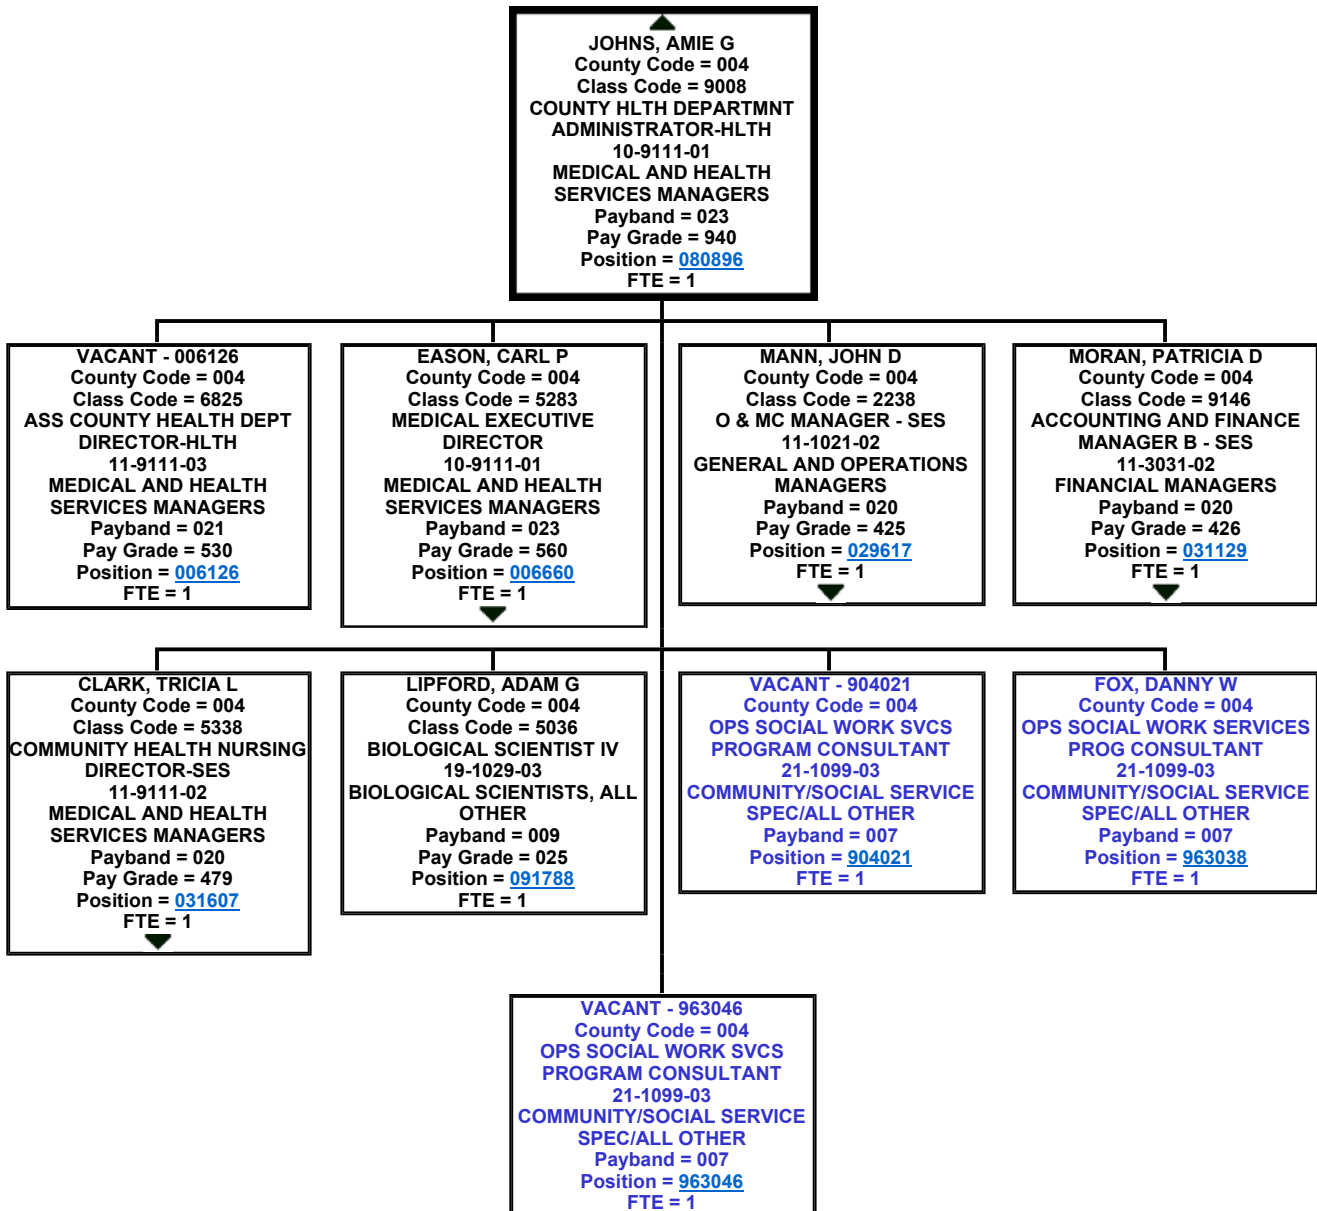 JOHNS, AMIE G
County Code = 004
Class Code = 9008
COUNTY HLTH DEPARTMNT
ADMINISTRATOR-HLTH
10-9111-01
MEDICAL AND HEALTH
SERVICES MANAGERS
Payband = 023
Pay Grade = 940
Position = 080896
FTE = 1
VACANT - 006126
County Code = 004
Class Code = 6825
ASS COUNTY HEALTH DEPT
DIRECTOR-HLTH
11-9111-03
MEDICAL AND HEALTH
SERVICES MANAGERS
Payband = 021
Pay Grade = 530
Position = 006126
FTE = 1
EASON, CARL P
County Code = 004
Class Code = 5283
MEDICAL EXECUTIVE
DIRECTOR
10-9111-01
MEDICAL AND HEALTH
SERVICES MANAGERS
Payband = 023
Pay Grade = 560
Position = 006660
FTE = 1
MANN, JOHN D
County Code = 004
Class Code = 2238
O & MC MANAGER - SES
11-1021-02
GENERAL AND OPERATIONS
MANAGERS
Payband = 020
Pay Grade = 425
Position = 029617
FTE = 1
MORAN, PATRICIA D
County Code = 004
Class Code = 9146
ACCOUNTING AND FINANCE
MANAGER B - SES
11-3031-02
FINANCIAL MANAGERS
Payband = 020
Pay Grade = 426
Position = 031129
FTE = 1
CLARK, TRICIA L
County Code = 004
Class Code = 5338
COMMUNITY HEALTH NURSING
DIRECTOR-SES
11-9111-02
MEDICAL AND HEALTH
SERVICES MANAGERS
Payband = 020
Pay Grade = 479
Position = 031607
FTE = 1
LIPFORD, ADAM G
County Code = 004
Class Code = 5036
BIOLOGICAL SCIENTIST IV
19-1029-03
BIOLOGICAL SCIENTISTS, ALL
OTHER
Payband = 009
Pay Grade = 025
Position = 091788
FTE = 1
VACANT - 904021
County Code = 004
OPS SOCIAL WORK SVCS
PROGRAM CONSULTANT
21-1099-03
COMMUNITY/SOCIAL SERVICE
SPEC/ALL OTHER
Payband = 007
Position = 904021
FTE = 1
FOX, DANNY W
County Code = 004
OPS SOCIAL WORK SERVICES
PROG CONSULTANT
21-1099-03
COMMUNITY/SOCIAL SERVICE
SPEC/ALL OTHER
Payband = 007
Position = 963038
FTE = 1
VACANT - 963046
County Code = 004
OPS SOCIAL WORK SVCS
PROGRAM CONSULTANT
21-1099-03
COMMUNITY/SOCIAL SERVICE
SPEC/ALL OTHER
Payband = 007
Position = 963046
FTE = 1